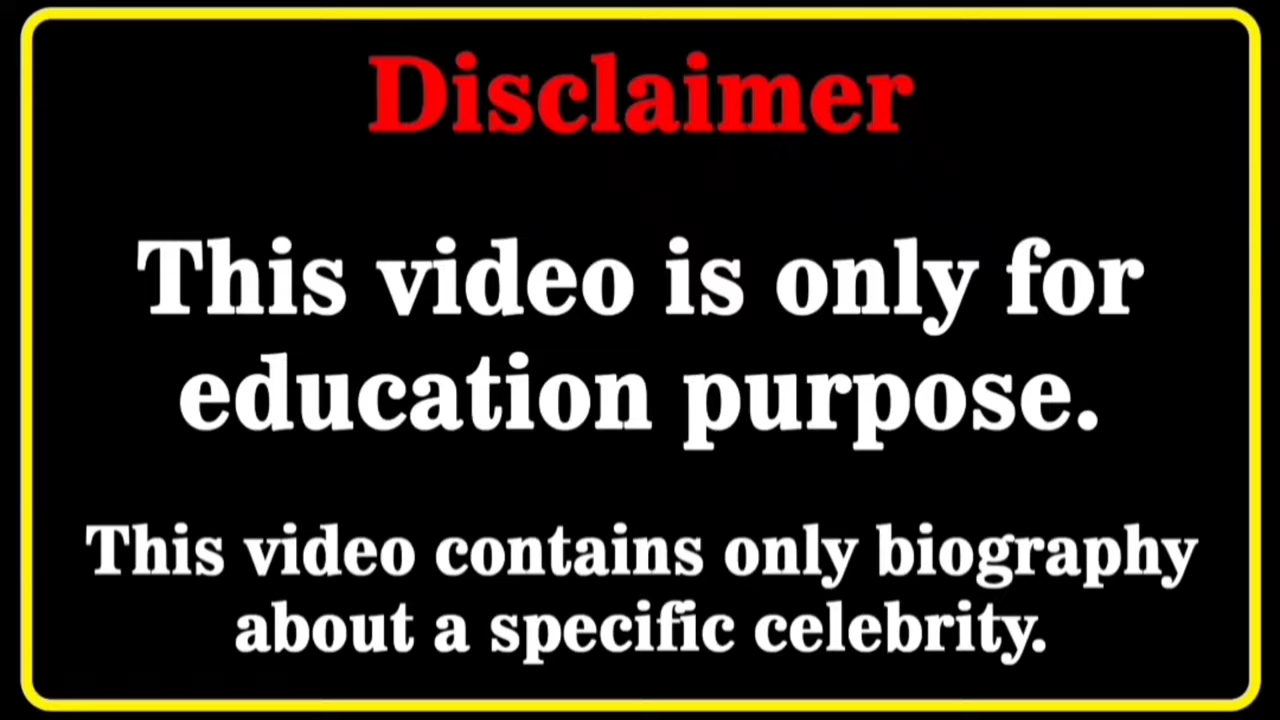 Disclaimer
This video is only for
education purpose.
This video contains only biography
about a specific celebrity.